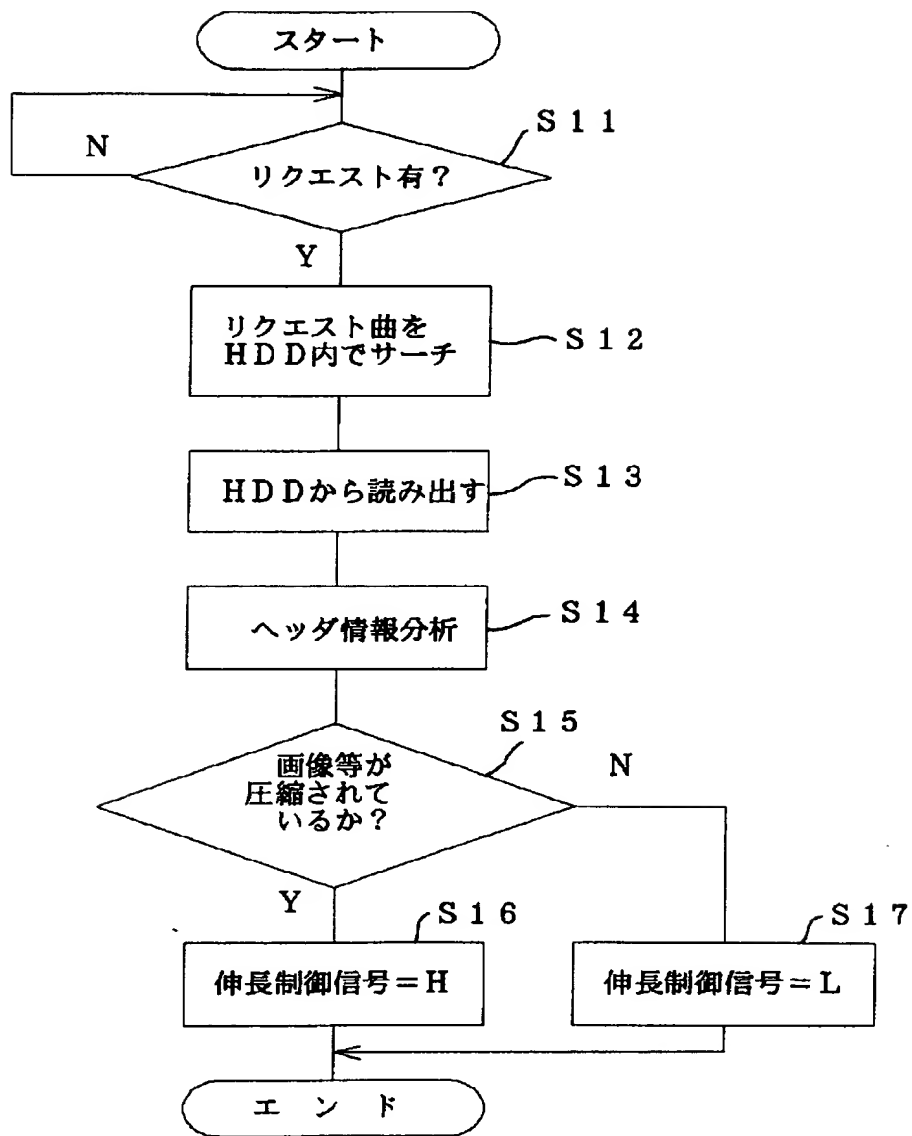 スタート
S11
N
リクエスト有？
Y
リクエスト曲を
HDD内でサーチ
S12
HDDから読み出す
S13
ヘッダ情報分析
S14
S15
画像等が
圧縮されて
いるか？
N
Y
S16
S17
伸長制御信号＝H
伸長制御信号＝L
エンド